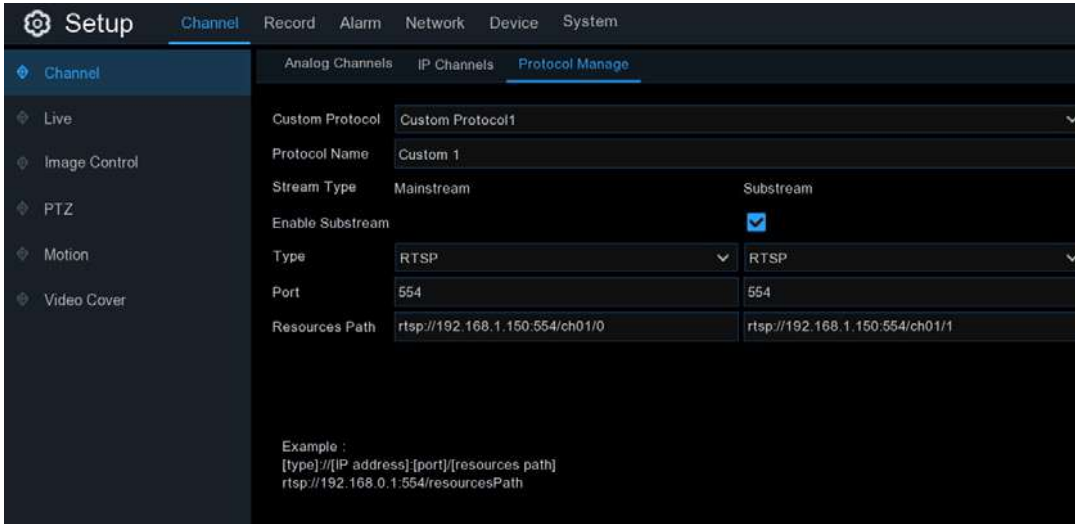 Setup Channel Record Alarm Network Device System
Channel
Live
Image Control
PTZ
Motion
Video Cover
Analog Channels IP Channels Protocol Manage
Custom Protocol Custom Protocol1
Protocol Name Custom 1
Stream Type Mainstream Substream
Enable Substream
Type RTSP RTSP
Port 554 554
Resources Path rtsp://192.168.1.150:554/ch01/0 rtsp://192.168.1.150:554/ch01/1
Example :
[type]://[IP address]:[port]/[resources path]
rtsp://192.168.0.1:554/resourcesPath